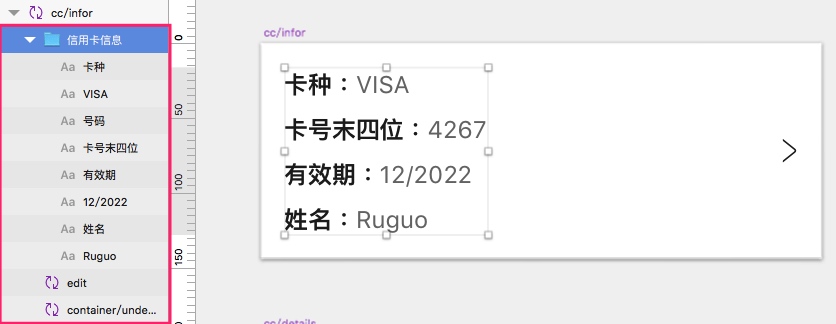 cc/infor
信用卡信息
Aa 卡种
Aa VISA
Aa 号码
Aa 卡号末四位
Aa 有效期
Aa 12/2022
Aa 姓名
Aa Ruguo
edit
container/unde...
0
50
100
150
cc/infor
卡种：VISA
卡号末四位：4267
有效期：12/2022
姓名：Ruguo
cc/details